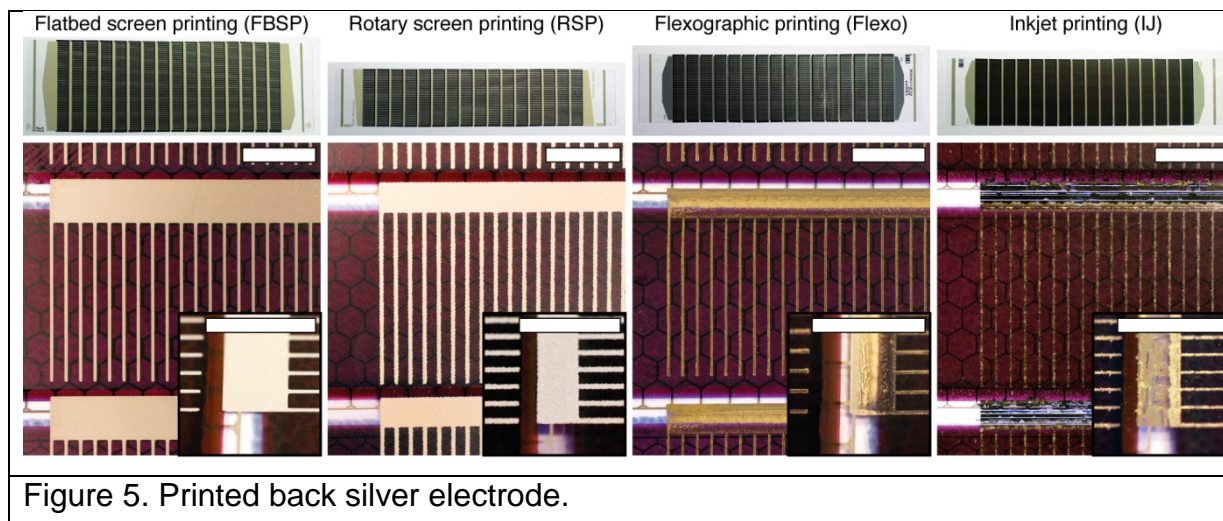 Flatbed screen printing (FBSP)
Rotary screen printing (RSP)
Flexographic printing (Flexo)
Inkjet printing (IJ)
Figure 5. Printed back silver electrode.